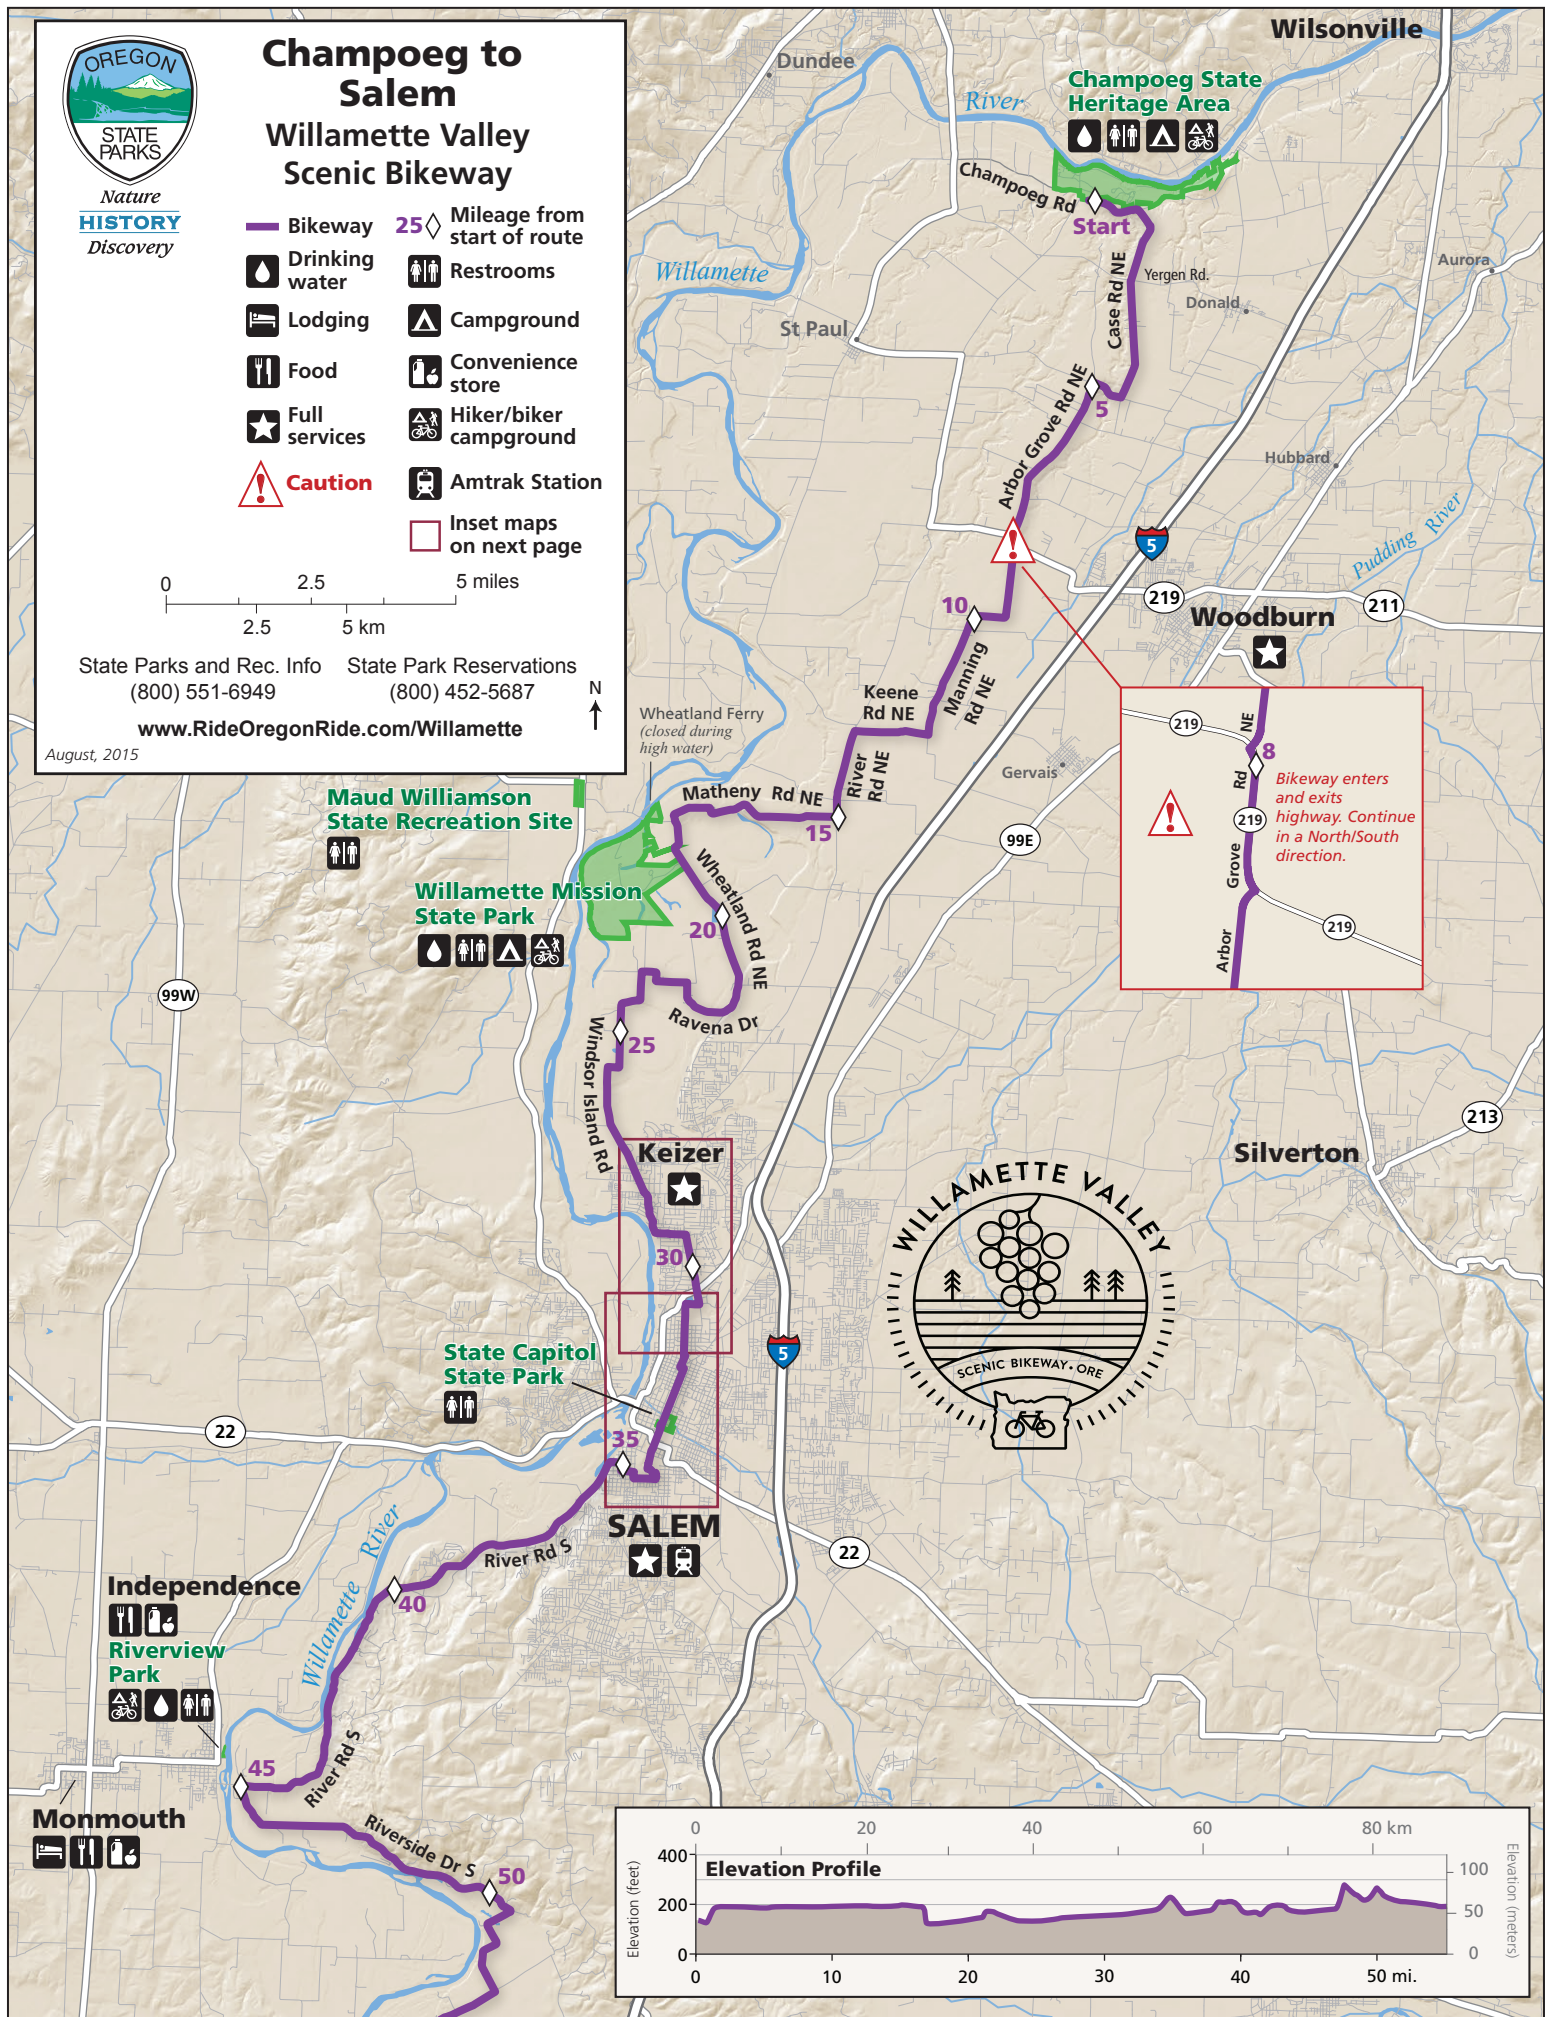 OREGON
STATE
PARKS
Nature
HISTORY
Discovery
Champoeg to
Salem
Willamette Valley
Scenic Bikeway
Bikeway
25
Mileage from
start of route
Drinking
water
Restrooms
Lodging
Campground
Food
Convenience
store
Full
services
Hiker/biker
campground
Caution
Amtrak Station
Inset maps
on next page
0 2.5 5 miles
2.5 5 km
State Parks and Rec. Info
(800) 551-6949
State Park Reservations
(800) 452-5687
www.RideOregonRide.com/Willamette
N
August, 2015
Wilsonville
Dundee
River
Champoeg State
Heritage Area
Champoeg Rd
Start
Willamette
Case Rd NE
Yergen Rd.
Aurora
Donald
St Paul
Arbor Grove Rd NE
5
Hubbard
Pudding River
5
219
211
Woodburn
10
Manning
Rd NE
Keene
Rd NE
River
Rd NE
Wheatland Ferry
(closed during
high water)
Gervais
Matheny Rd NE
15
99E
219
NE
8
Rd
219
Grove
Arbor
219
Bikeway enters
and exits
highway. Continue
in a North/South
direction.
Maud Williamson
State Recreation Site
Willamette Mission
State Park
Wheatland Rd NE
20
99W
Ravena Dr
25
Windsor Island Rd
213
Silverton
Keizer
30
WILLAMETTE VALLEY
SCENIC BIKEWAY • ORE
State Capitol
State Park
5
22
35
SALEM
22
River Rd S
Willamette River
40
Independence
Riverview
Park
River Rd S
45
Monmouth
Riverside Dr S
50
0 20 40 60 80 km
Elevation Profile
Elevation (feet)
400
200
0
Elevation (meters)
100
50
0
0 10 20 30 40 50 mi.